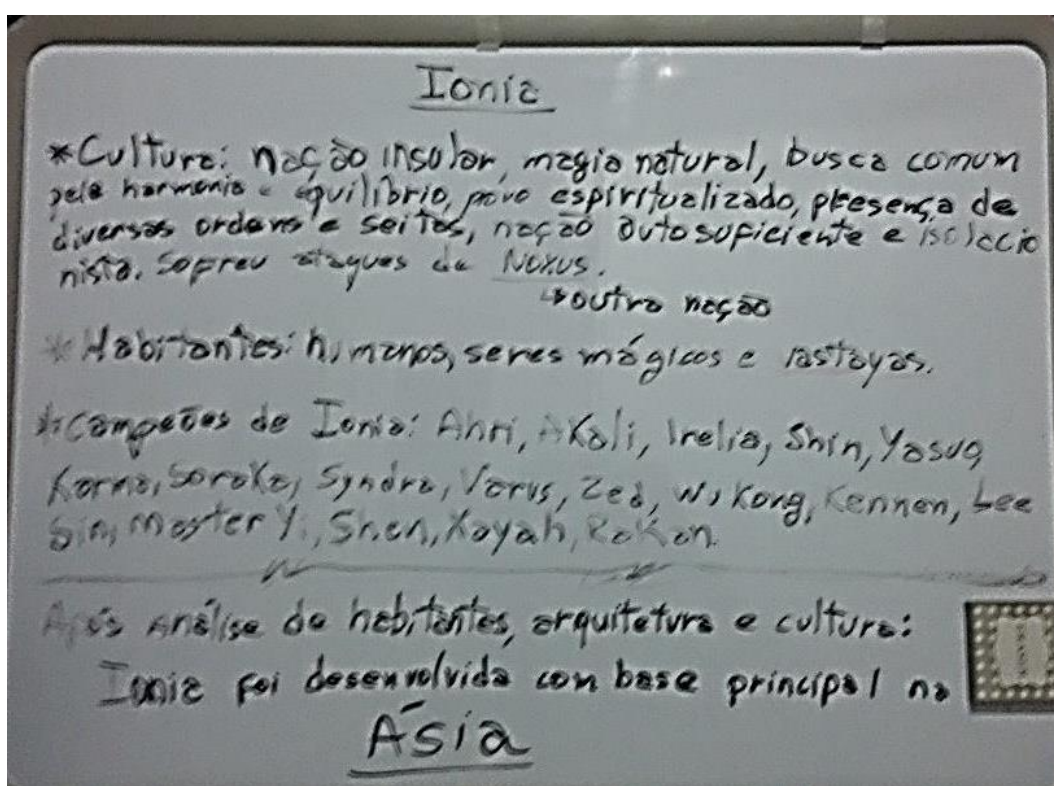 Ionia
*Cultura: nação insular, magia natural, busca comum
pela harmonia e equilíbrio, povo espiritualizado, presença de
diversas ordens e seitas, nação autosuficiente e isolacio
nista. Sofreu ataques de Noxus.
↳outra nação
* Habitantes: humanos, seres mágicos e vastayas.
*Campeões de Ionia: Ahri, Akali, Irelia, Shin, Yasuo,
Karma, Soraka, Syndra, Varus, Zed, Wukong, Kennen, Lee
Sin, Master Yi, Shen, Xayah, Rakan.
Após análise de habitantes, arquitetura e cultura:
Ionia foi desenvolvida com base principal na
Ásia